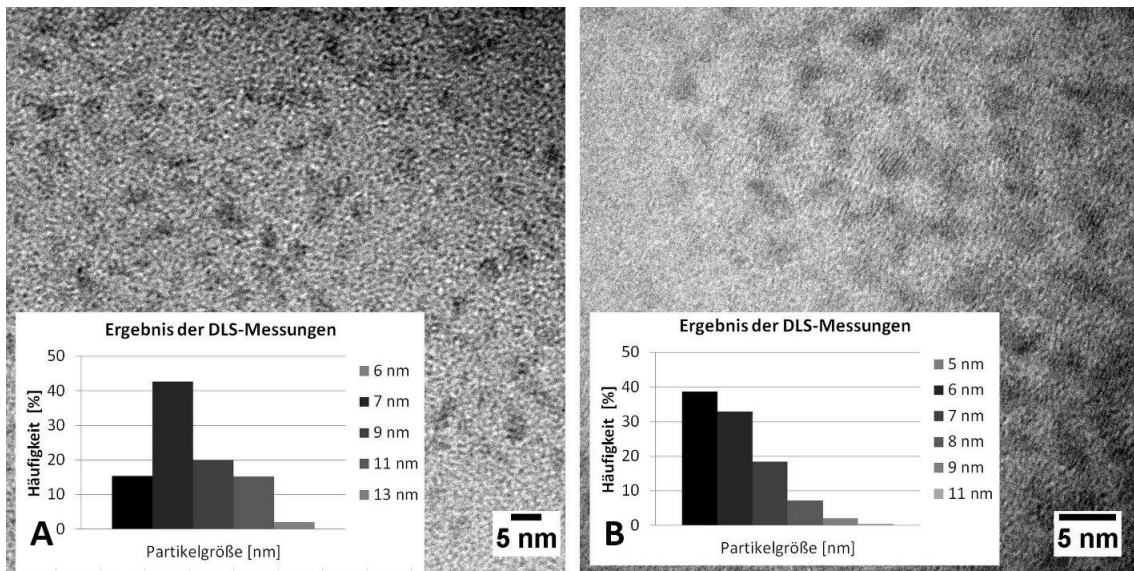 Ergebnis der DLS-Messungen
Häufigkeit [%]
50
40
30
20
10
0
6 nm
7 nm
9 nm
11 nm
13 nm
Partikelgröße [nm]
A
5 nm
Ergebnis der DLS-Messungen
Häufigkeit [%]
50
40
30
20
10
0
5 nm
6 nm
7 nm
8 nm
9 nm
11 nm
Partikelgröße [nm]
B
5 nm